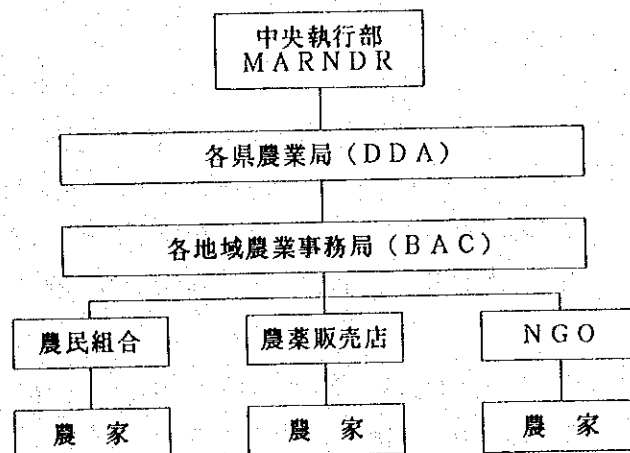 中央執行部
MARNDR
各県農業局(DDA)
各地域農業事務局(BAC)
農民組合 農薬販売店 NGO
農 家 農 家 農 家